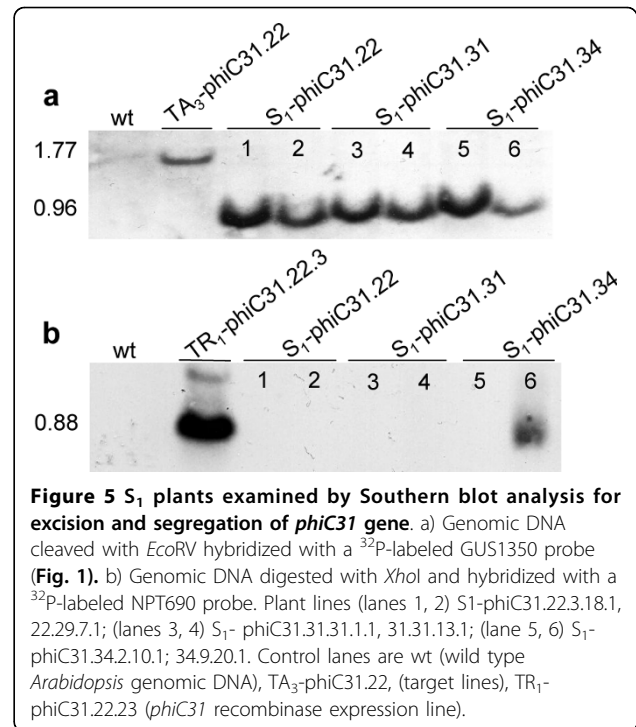 a
wt
TA₃-phiC31.22
S₁-phiC31.22
S₁-phiC31.31
S₁-phiC31.34
1 2 3 4 5 6
1.77
0.96
b
wt
TR₁-phiC31.22.3
S₁-phiC31.22
S₁-phiC31.31
S₁-phiC31.34
1 2 3 4 5 6
0.88
Figure 5 S₁ plants examined by Southern blot analysis for
excision and segregation of phiC31 gene. a) Genomic DNA
cleaved with EcoRV hybridized with a ³²P-labeled GUS1350 probe
(Fig. 1). b) Genomic DNA digested with XhoI and hybridized with a
³²P-labeled NPT690 probe. Plant lines (lanes 1, 2) S1-phiC31.22.3.18.1,
22.29.7.1; (lanes 3, 4) S₁- phiC31.31.31.1.1, 31.31.13.1; (lane 5, 6) S₁-
phiC31.34.2.10.1; 34.9.20.1. Control lanes are wt (wild type
Arabidopsis genomic DNA), TA₃-phiC31.22, (target lines), TR₁-
phiC31.22.23 (phiC31 recombinase expression line).